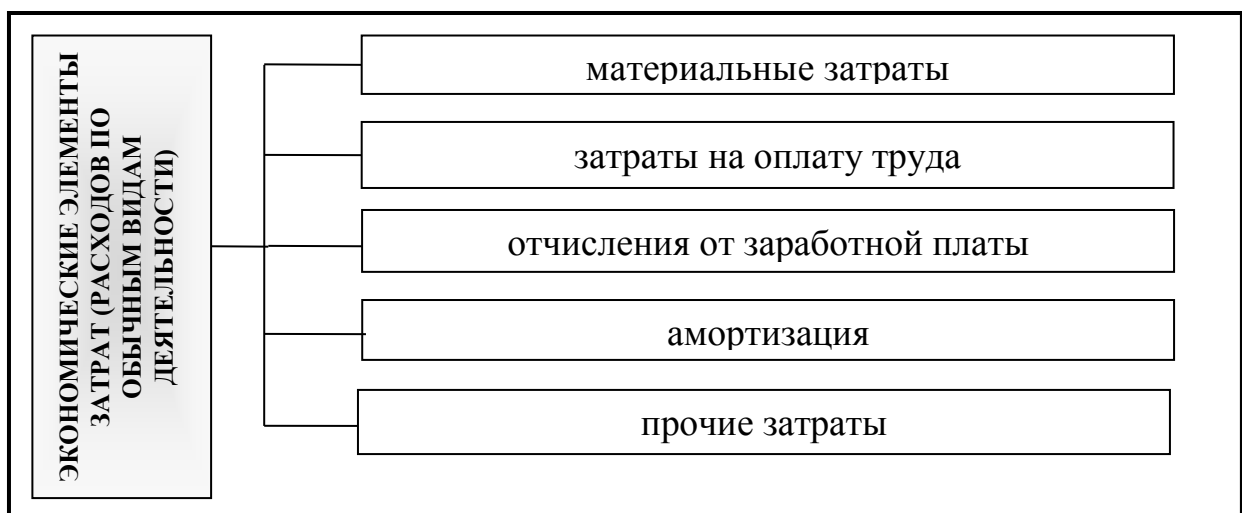 ЭКОНОМИЧЕСКИЕ ЭЛЕМЕНТЫ
ЗАТРАТ (РАСХОДОВ ПО
ОБЫЧНЫМ ВИДАМ
ДЕЯТЕЛЬНОСТИ)
материальные затраты
затраты на оплату труда
отчисления от заработной платы
амортизация
прочие затраты